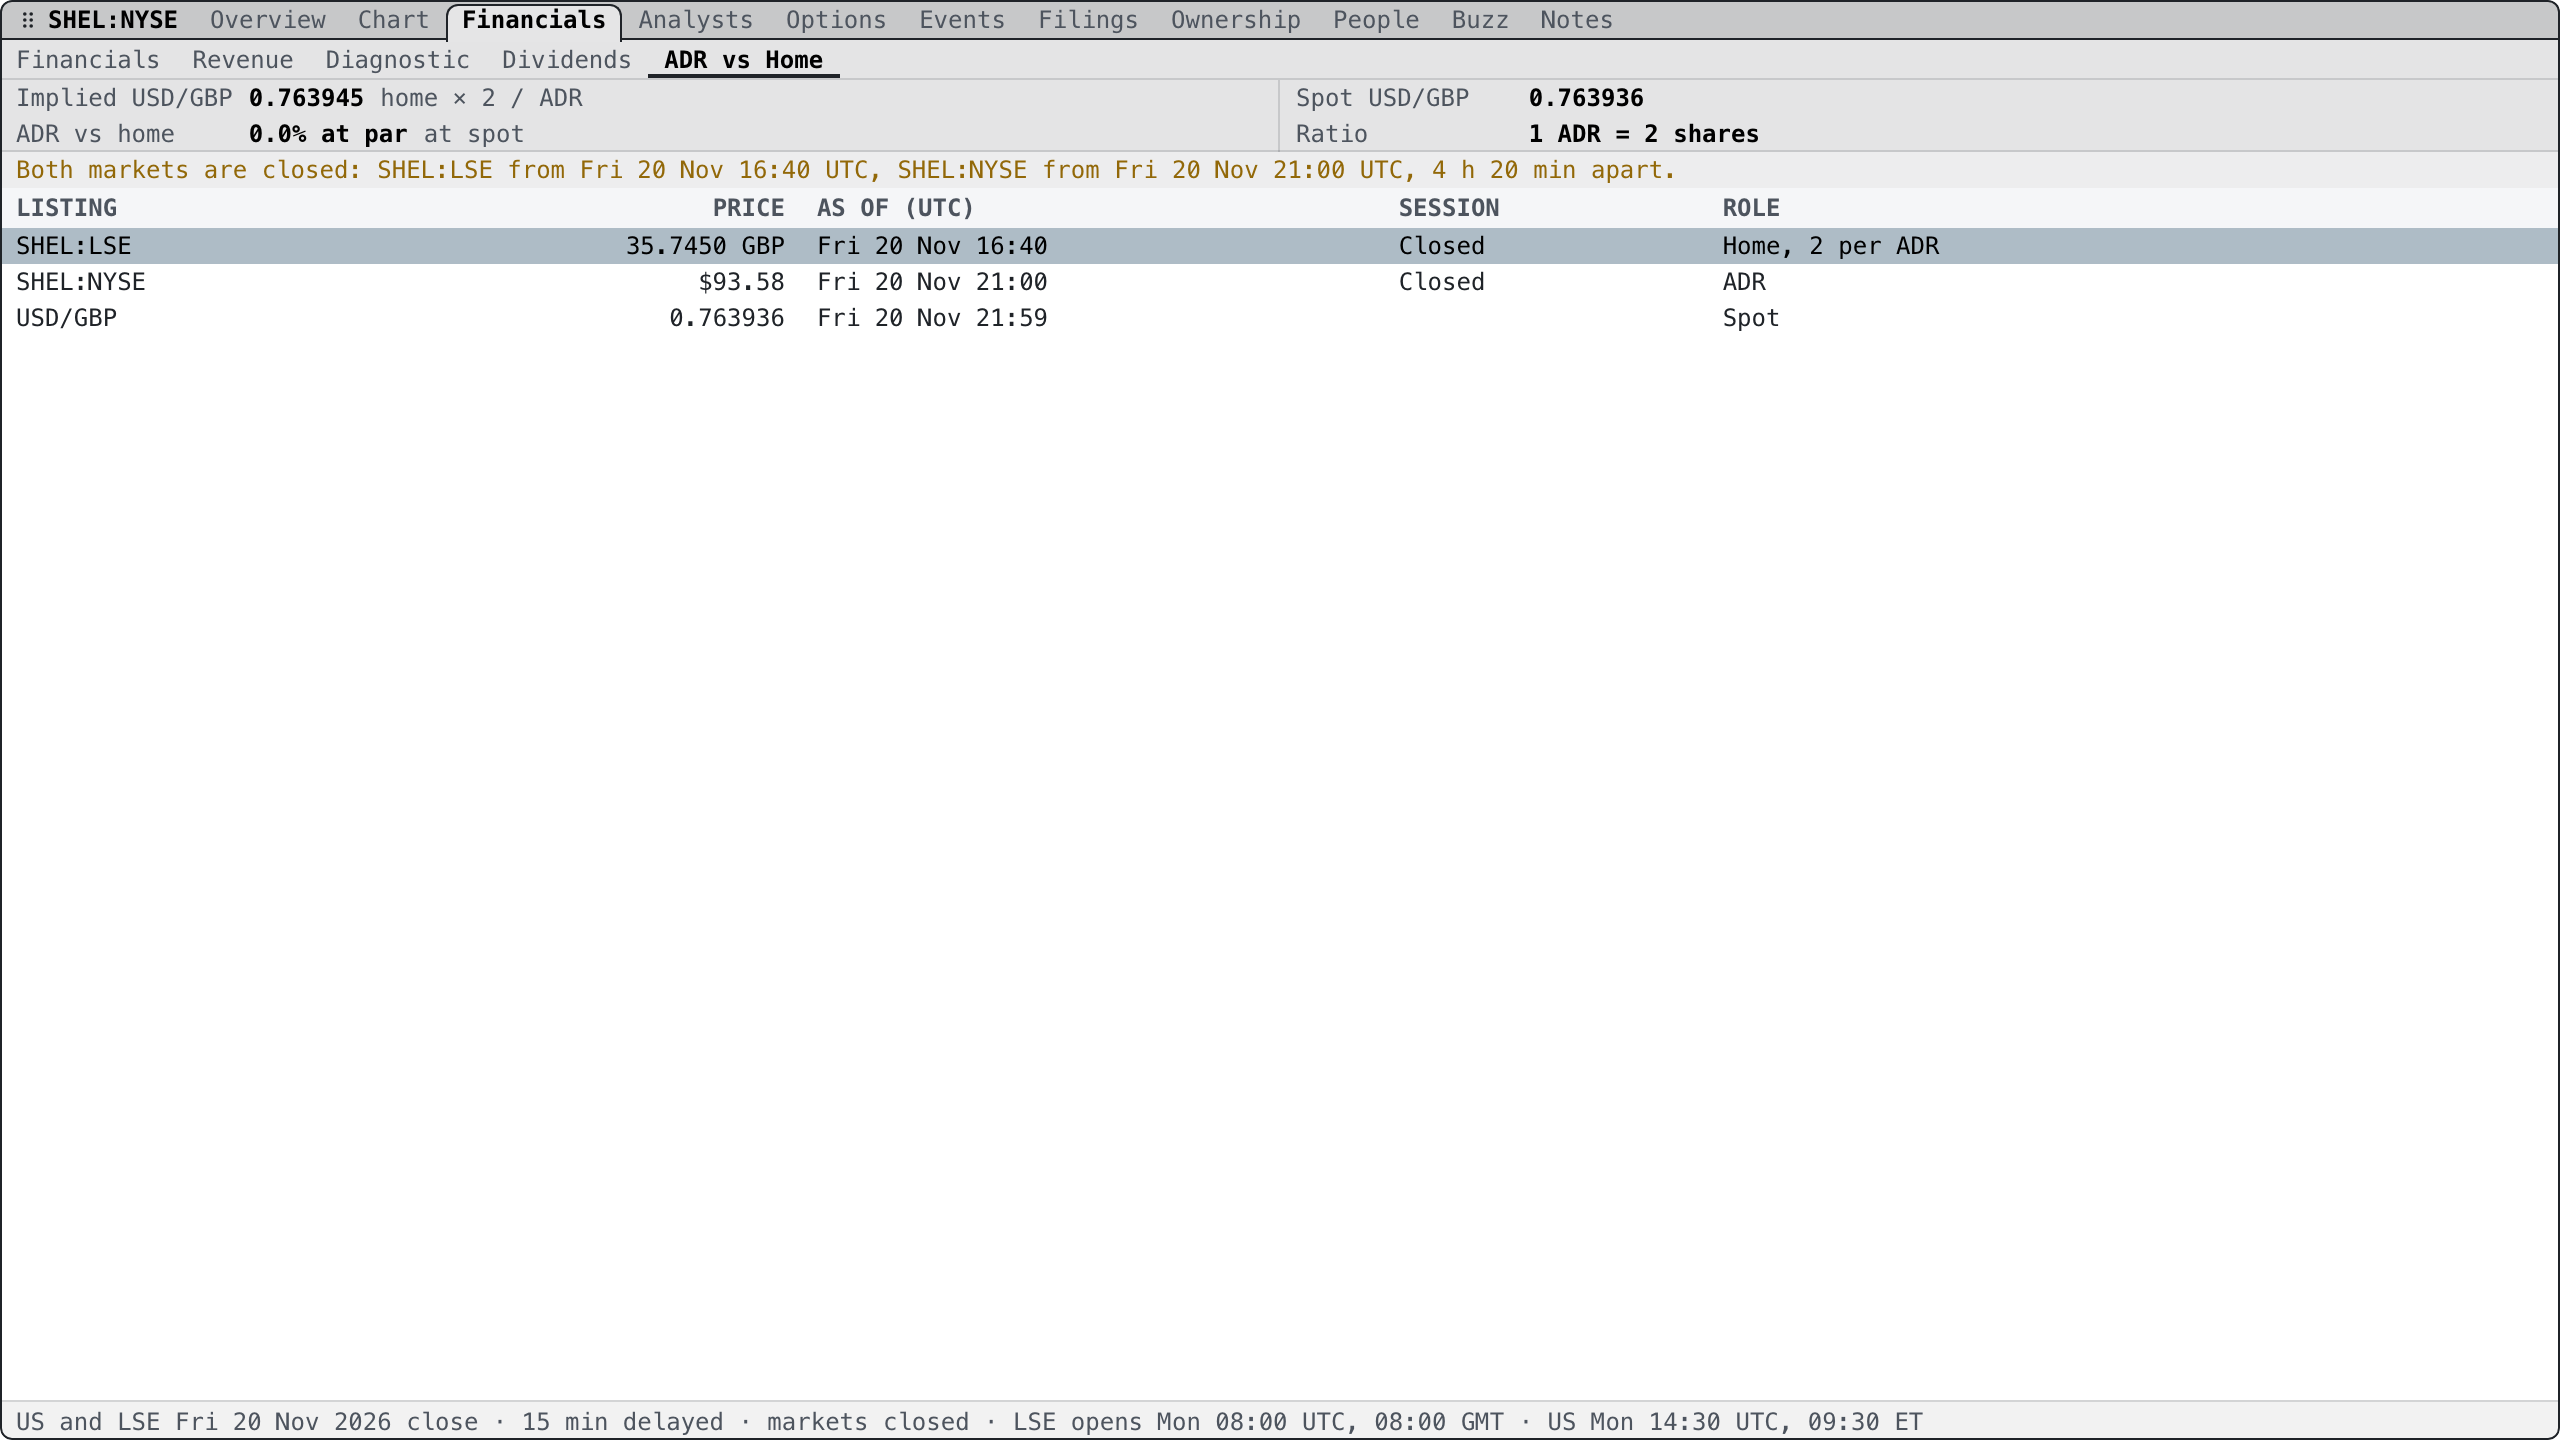 SHEL:NYSE Overview Chart Financials Analysts Options Events Filings Ownership People Buzz Notes
Financials Revenue Diagnostic Dividends ADR vs Home
Implied USD/GBP 0.763945 home × 2 / ADR Spot USD/GBP 0.763936
ADR vs home 0.0% at par at spot Ratio 1 ADR = 2 shares
Both markets are closed: SHEL:LSE from Fri 20 Nov 16:40 UTC, SHEL:NYSE from Fri 20 Nov 21:00 UTC, 4 h 20 min apart.
LISTING PRICE AS OF (UTC) SESSION ROLE
SHEL:LSE 35.7450 GBP Fri 20 Nov 16:40 Closed Home, 2 per ADR
SHEL:NYSE $93.58 Fri 20 Nov 21:00 Closed ADR
USD/GBP 0.763936 Fri 20 Nov 21:59 Spot
US and LSE Fri 20 Nov 2026 close · 15 min delayed · markets closed · LSE opens Mon 08:00 UTC, 08:00 GMT · US Mon 14:30 UTC, 09:30 ET